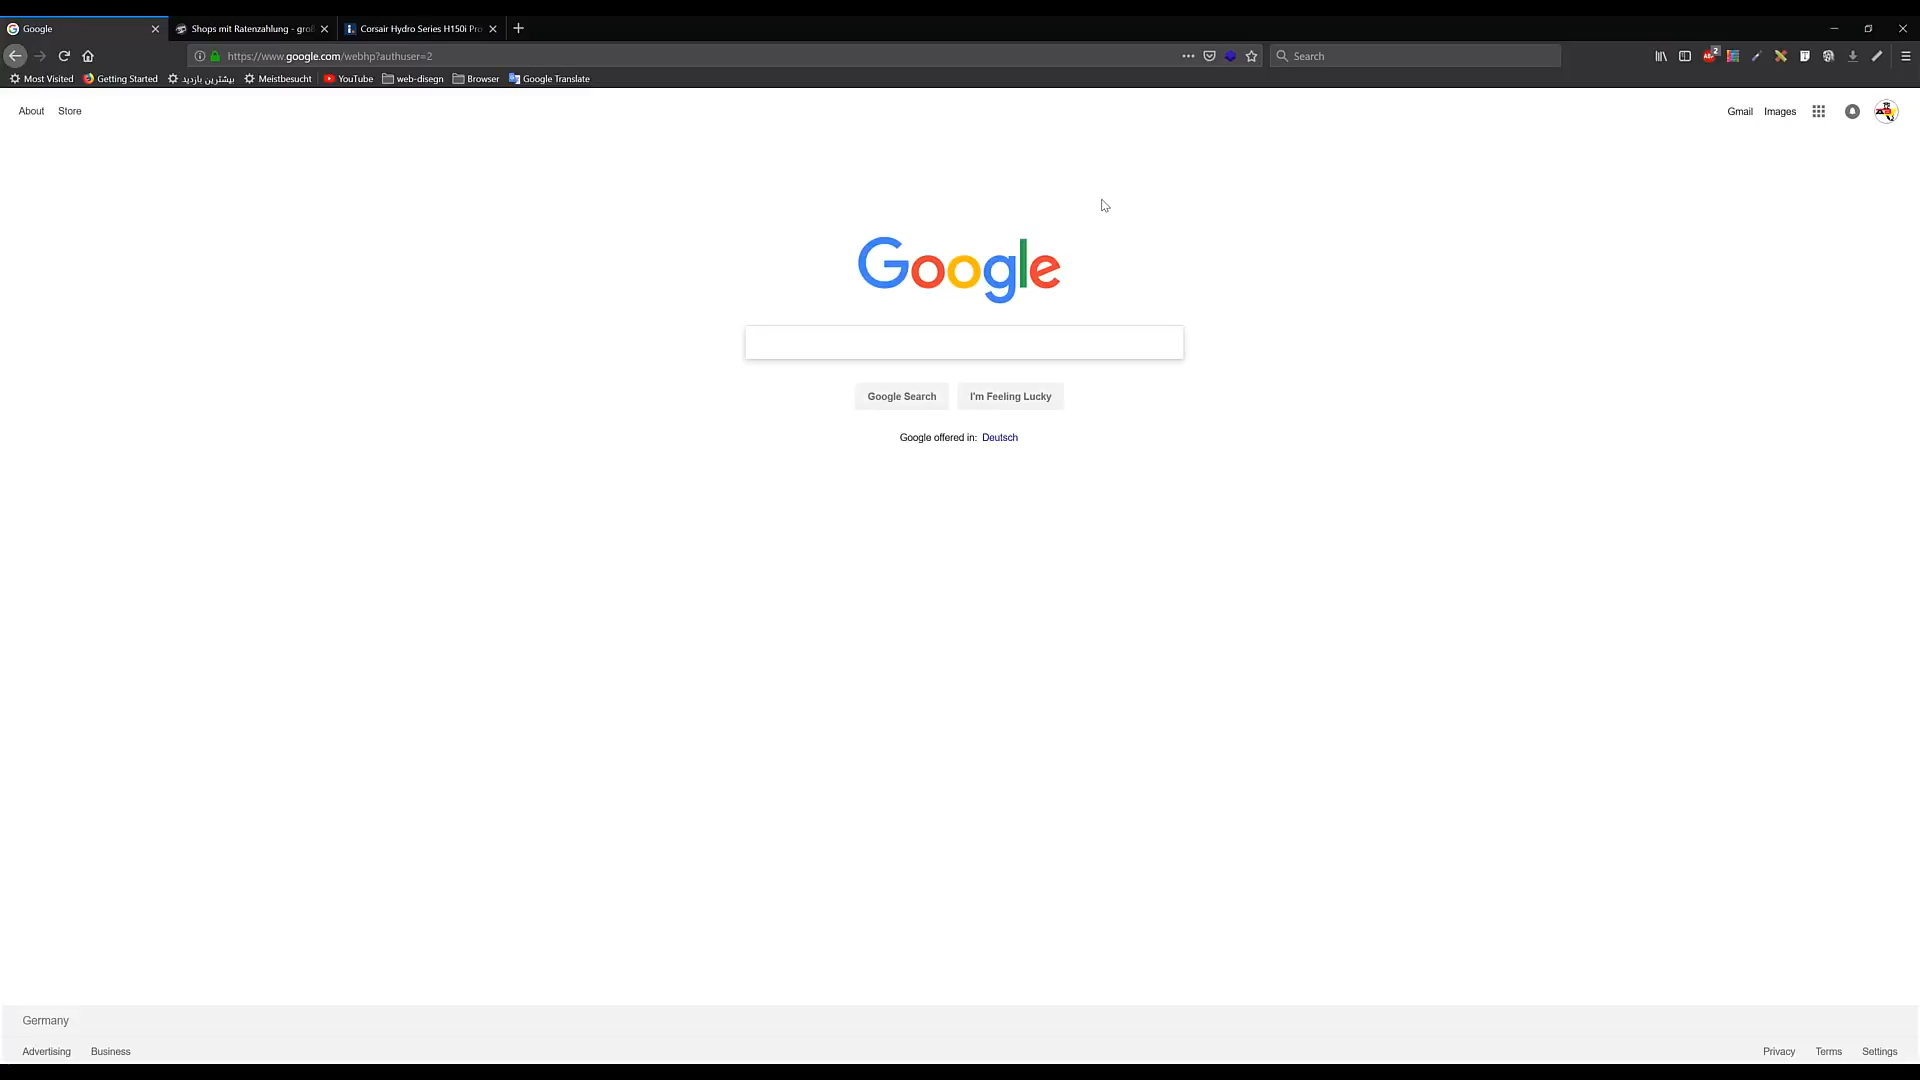 Google
Shops mit Ratenzahlung - gro
Corsair Hydro Series H150i Pro
https://www.google.com/webhp?authuser=2
Search
2
Most Visited
Getting Started
بیشترین بازدید
Meistbesucht
YouTube
web-disegn
Browser
Google Translate
About
Store
Gmail
Images
Google
Google Search
I'm Feeling Lucky
Google offered in: Deutsch
Germany
Advertising
Business
Privacy
Terms
Settings